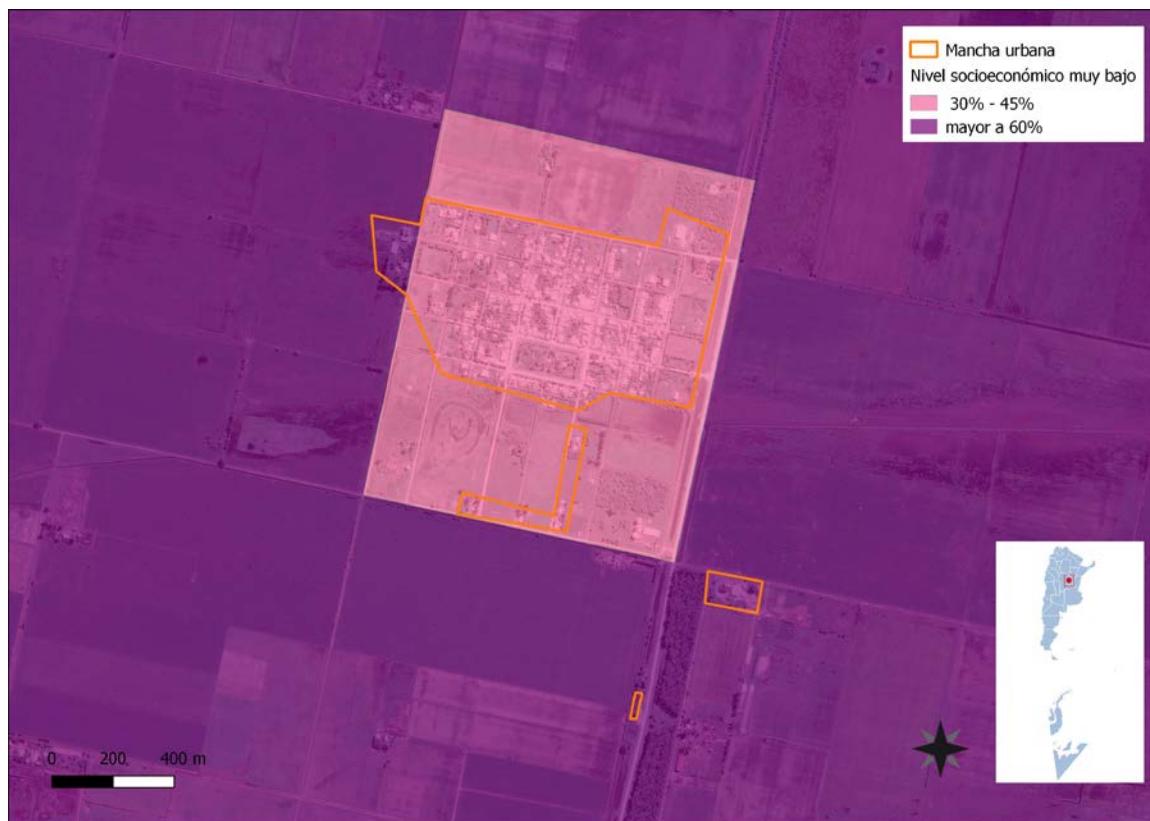 Mancha urbana
Nivel socioeconómico muy bajo
30% - 45%
mayor a 60%
0 200 400 m